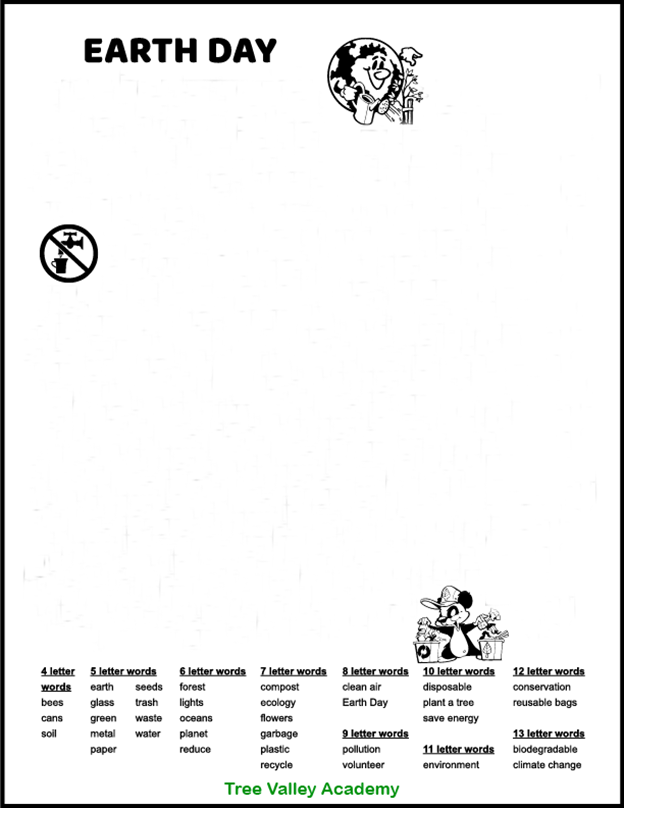 EARTH DAY
4 letter words
bees
cans
soil
5 letter words
earth seeds
glass trash
green waste
metal water
paper
6 letter words
forest
lights
oceans
planet
reduce
7 letter words
compost
ecology
flowers
garbage
plastic
recycle
8 letter words
clean air
Earth Day
9 letter words
pollution
volunteer
10 letter words
disposable
plant a tree
save energy
11 letter words
environment
12 letter words
conservation
reusable bags
13 letter words
biodegradable
climate change
Tree Valley Academy